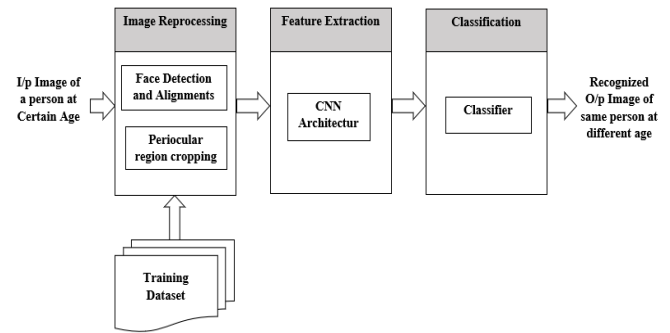 I/p Image of
a person at
Certain Age
Image Reprocessing
Face Detection
and Alignments
Periocular
region cropping
Training
Dataset
Feature Extraction
CNN
Architectur
Classification
Classifier
Recognized
O/p Image of
same person at
different age